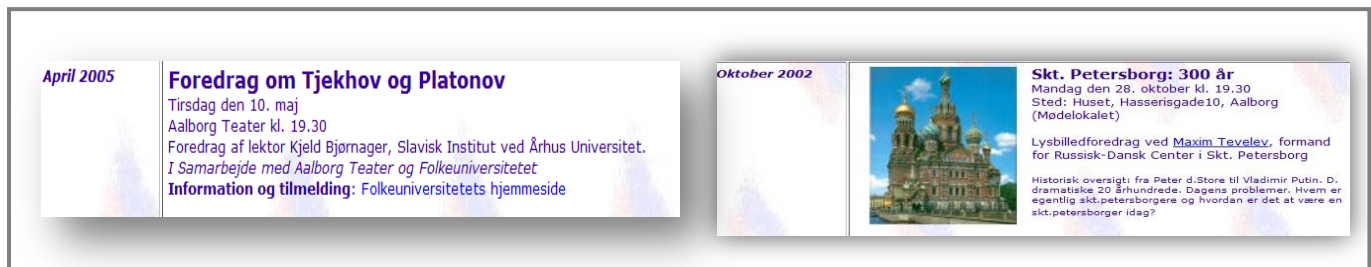 April 2005
Foredrag om Tjekhov og Platonov
Tirsdag den 10. maj
Aalborg Teater kl. 19.30
Foredrag af lektor Kjeld Bjørnager, Slavisk Institut ved Århus Universitet.
I Samarbejde med Aalborg Teater og Folkeuniversitetet
Information og tilmelding: Folkeuniversitetets hjemmeside
Oktober 2002
Skt. Petersborg: 300 år
Mandag den 28. oktober kl. 19.30
Sted: Huset, Hasserisgade10, Aalborg
(Mødelokalet)
Lysbilledforedrag ved Maxim Tevelev, formand
for Russisk-Dansk Center i Skt. Petersborg
Historisk oversigt: fra Peter d.Store til Vladimir Putin. D.
dramatiske 20 århundrede. Dagens problemer. Hvem er
egentlig skt.petersborgere og hvordan er det at være en
skt.petersborger idag?